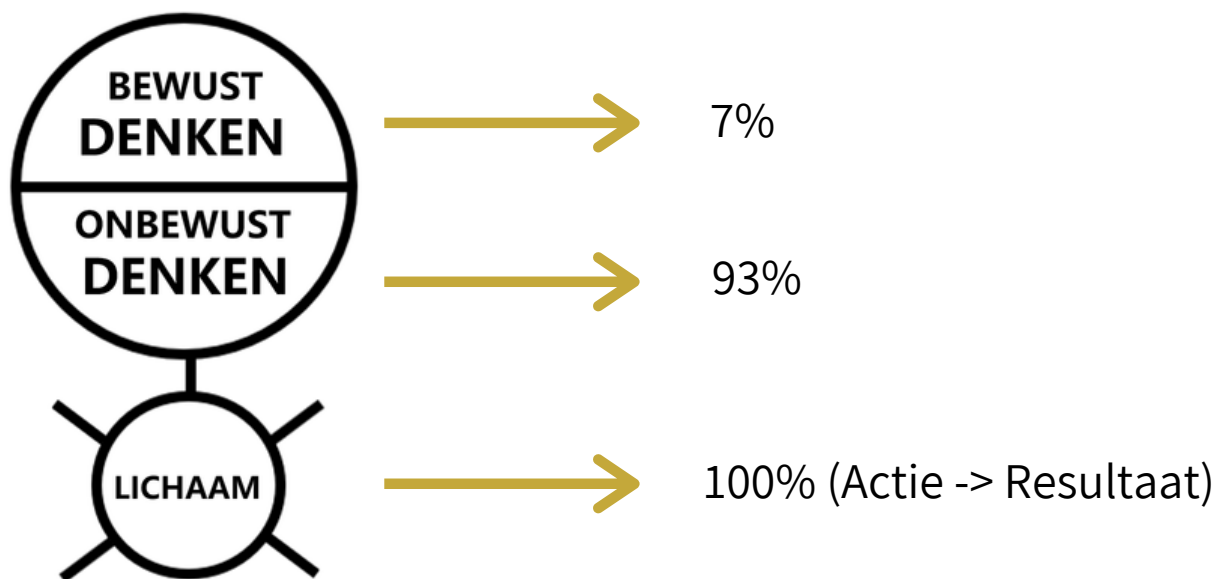 BEWUST
DENKEN
7%
ONBEWUST
DENKEN
93%
LICHAAM
100% (Actie -> Resultaat)